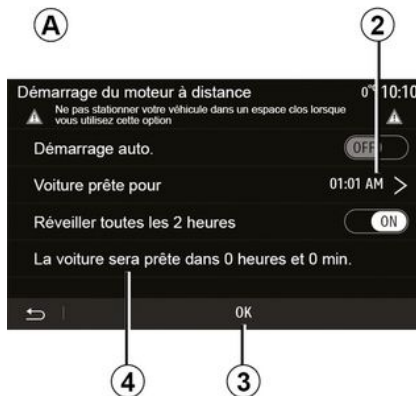 A
2
Démarrage du moteur à distance 0° 10:10
Ne pas stationner votre véhicule dans un espace clos lorsque
vous utilisez cette option
Démarrage auto. OFF
Voiture prête pour 01:01 AM >
Réveiller toutes les 2 heures ON
La voiture sera prête dans 0 heures et 0 min.
OK
4
3